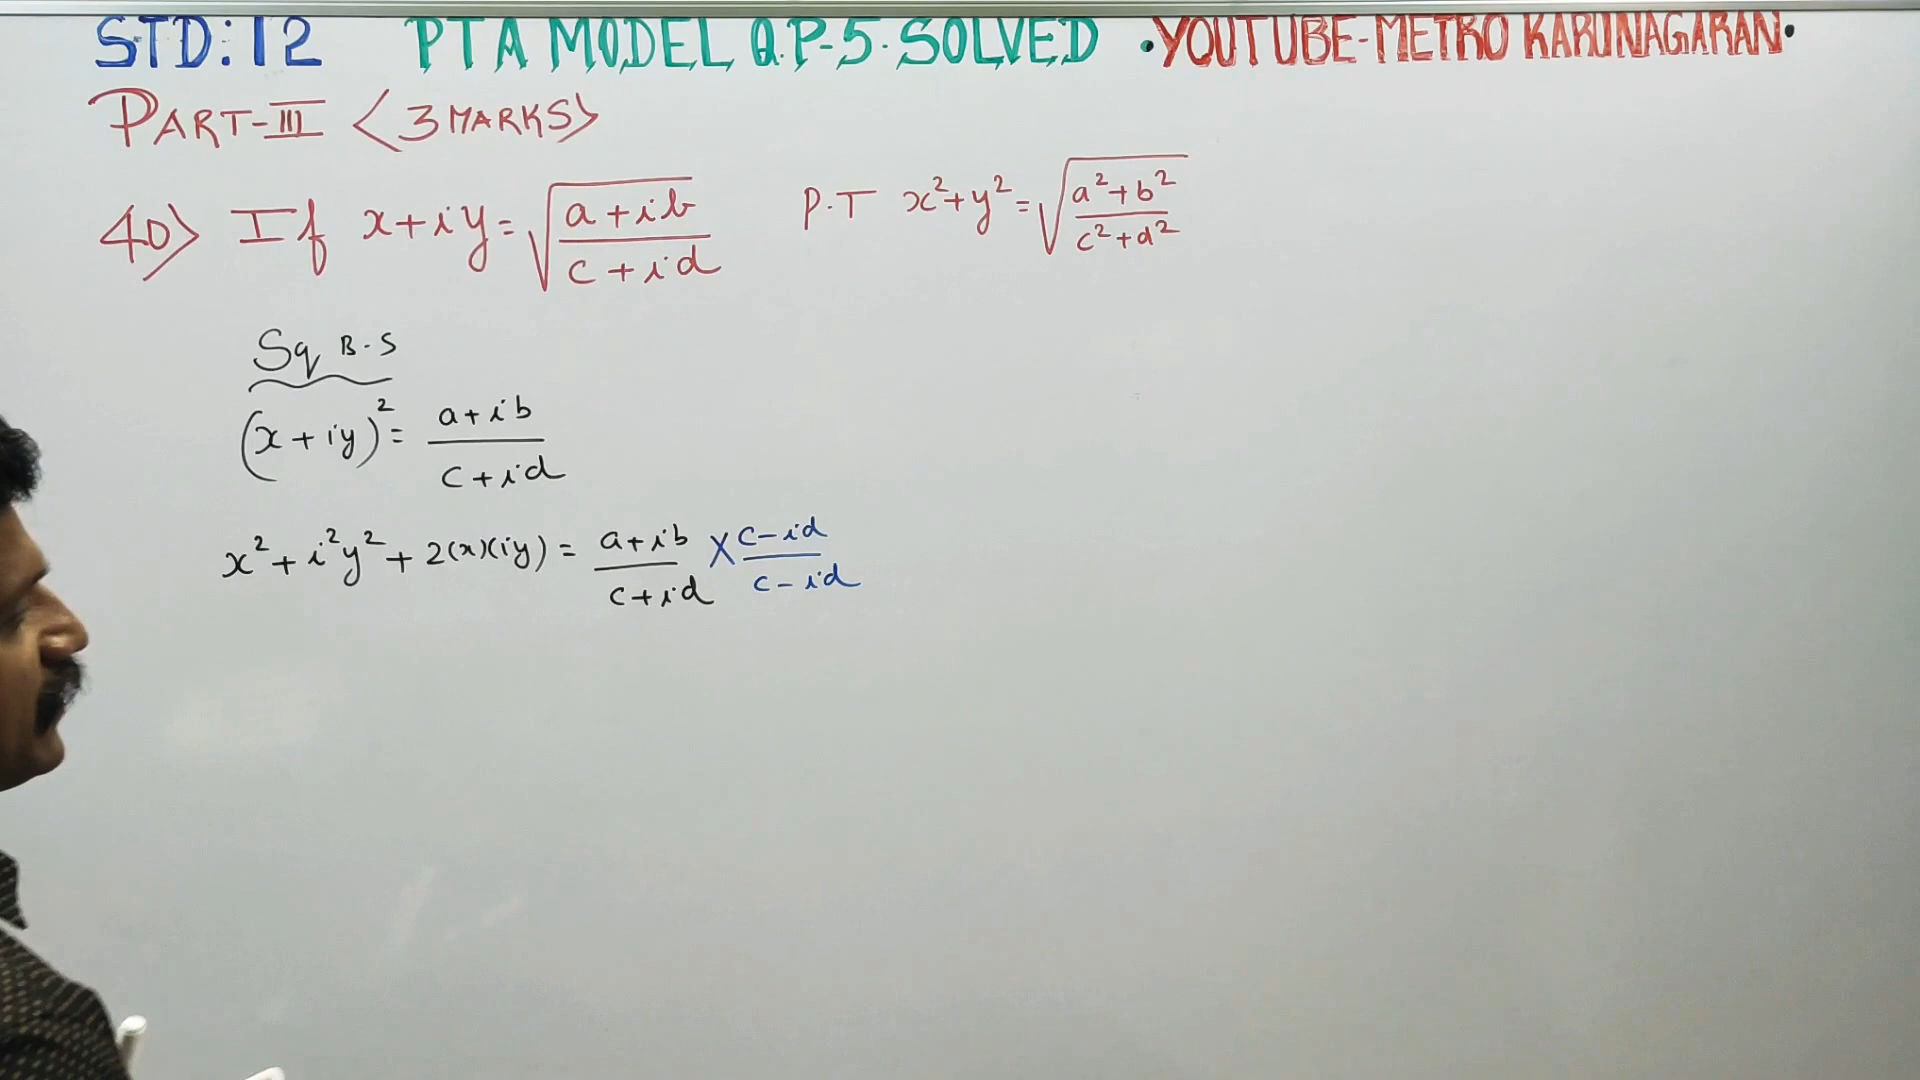 STD:12 PTA MODEL Q.P-5. SOLVED . YOUTUBE-METRO KARUNAGARAN.
PART-III <3 MARKS>
40> If x+iy = √((a+ib)/(c+id)) P.T x²+y² = √((a²+b²)/(c²+d²))
Sq B.S
(x+iy)² = (a+ib)/(c+id)
x²+i²y²+2(x)(iy) = (a+ib)/(c+id) × (c-id)/(c-id)